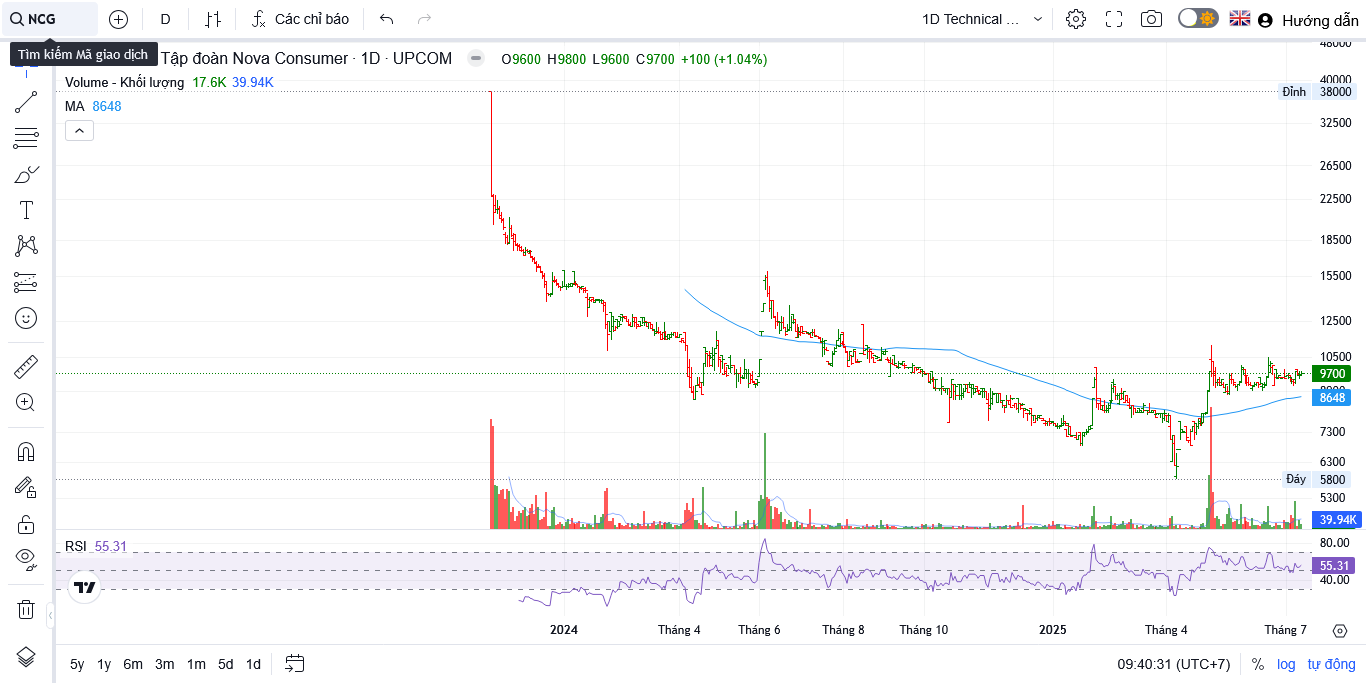 NCG
D
Các chỉ báo
1D Technical ...
Hướng dẫn
Tìm kiếm Mã giao dịch
Tập đoàn Nova Consumer · 1D · UPCOM
O9600 H9800 L9600 C9700 +100 (+1.04%)
Volume - Khối lượng 17.6K 39.94K
MA 8648
48000
40000
Đỉnh 38000
32500
26500
22500
18500
15500
12500
10500
9700
8648
7300
6300
Đáy 5800
5300
39.94K
RSI 55.31
80.00
55.31
40.00
2024 Tháng 4 Tháng 6 Tháng 8 Tháng 10 2025 Tháng 4 Tháng 7
5y 1y 6m 3m 1m 5d 1d
09:40:31 (UTC+7) % log tự động